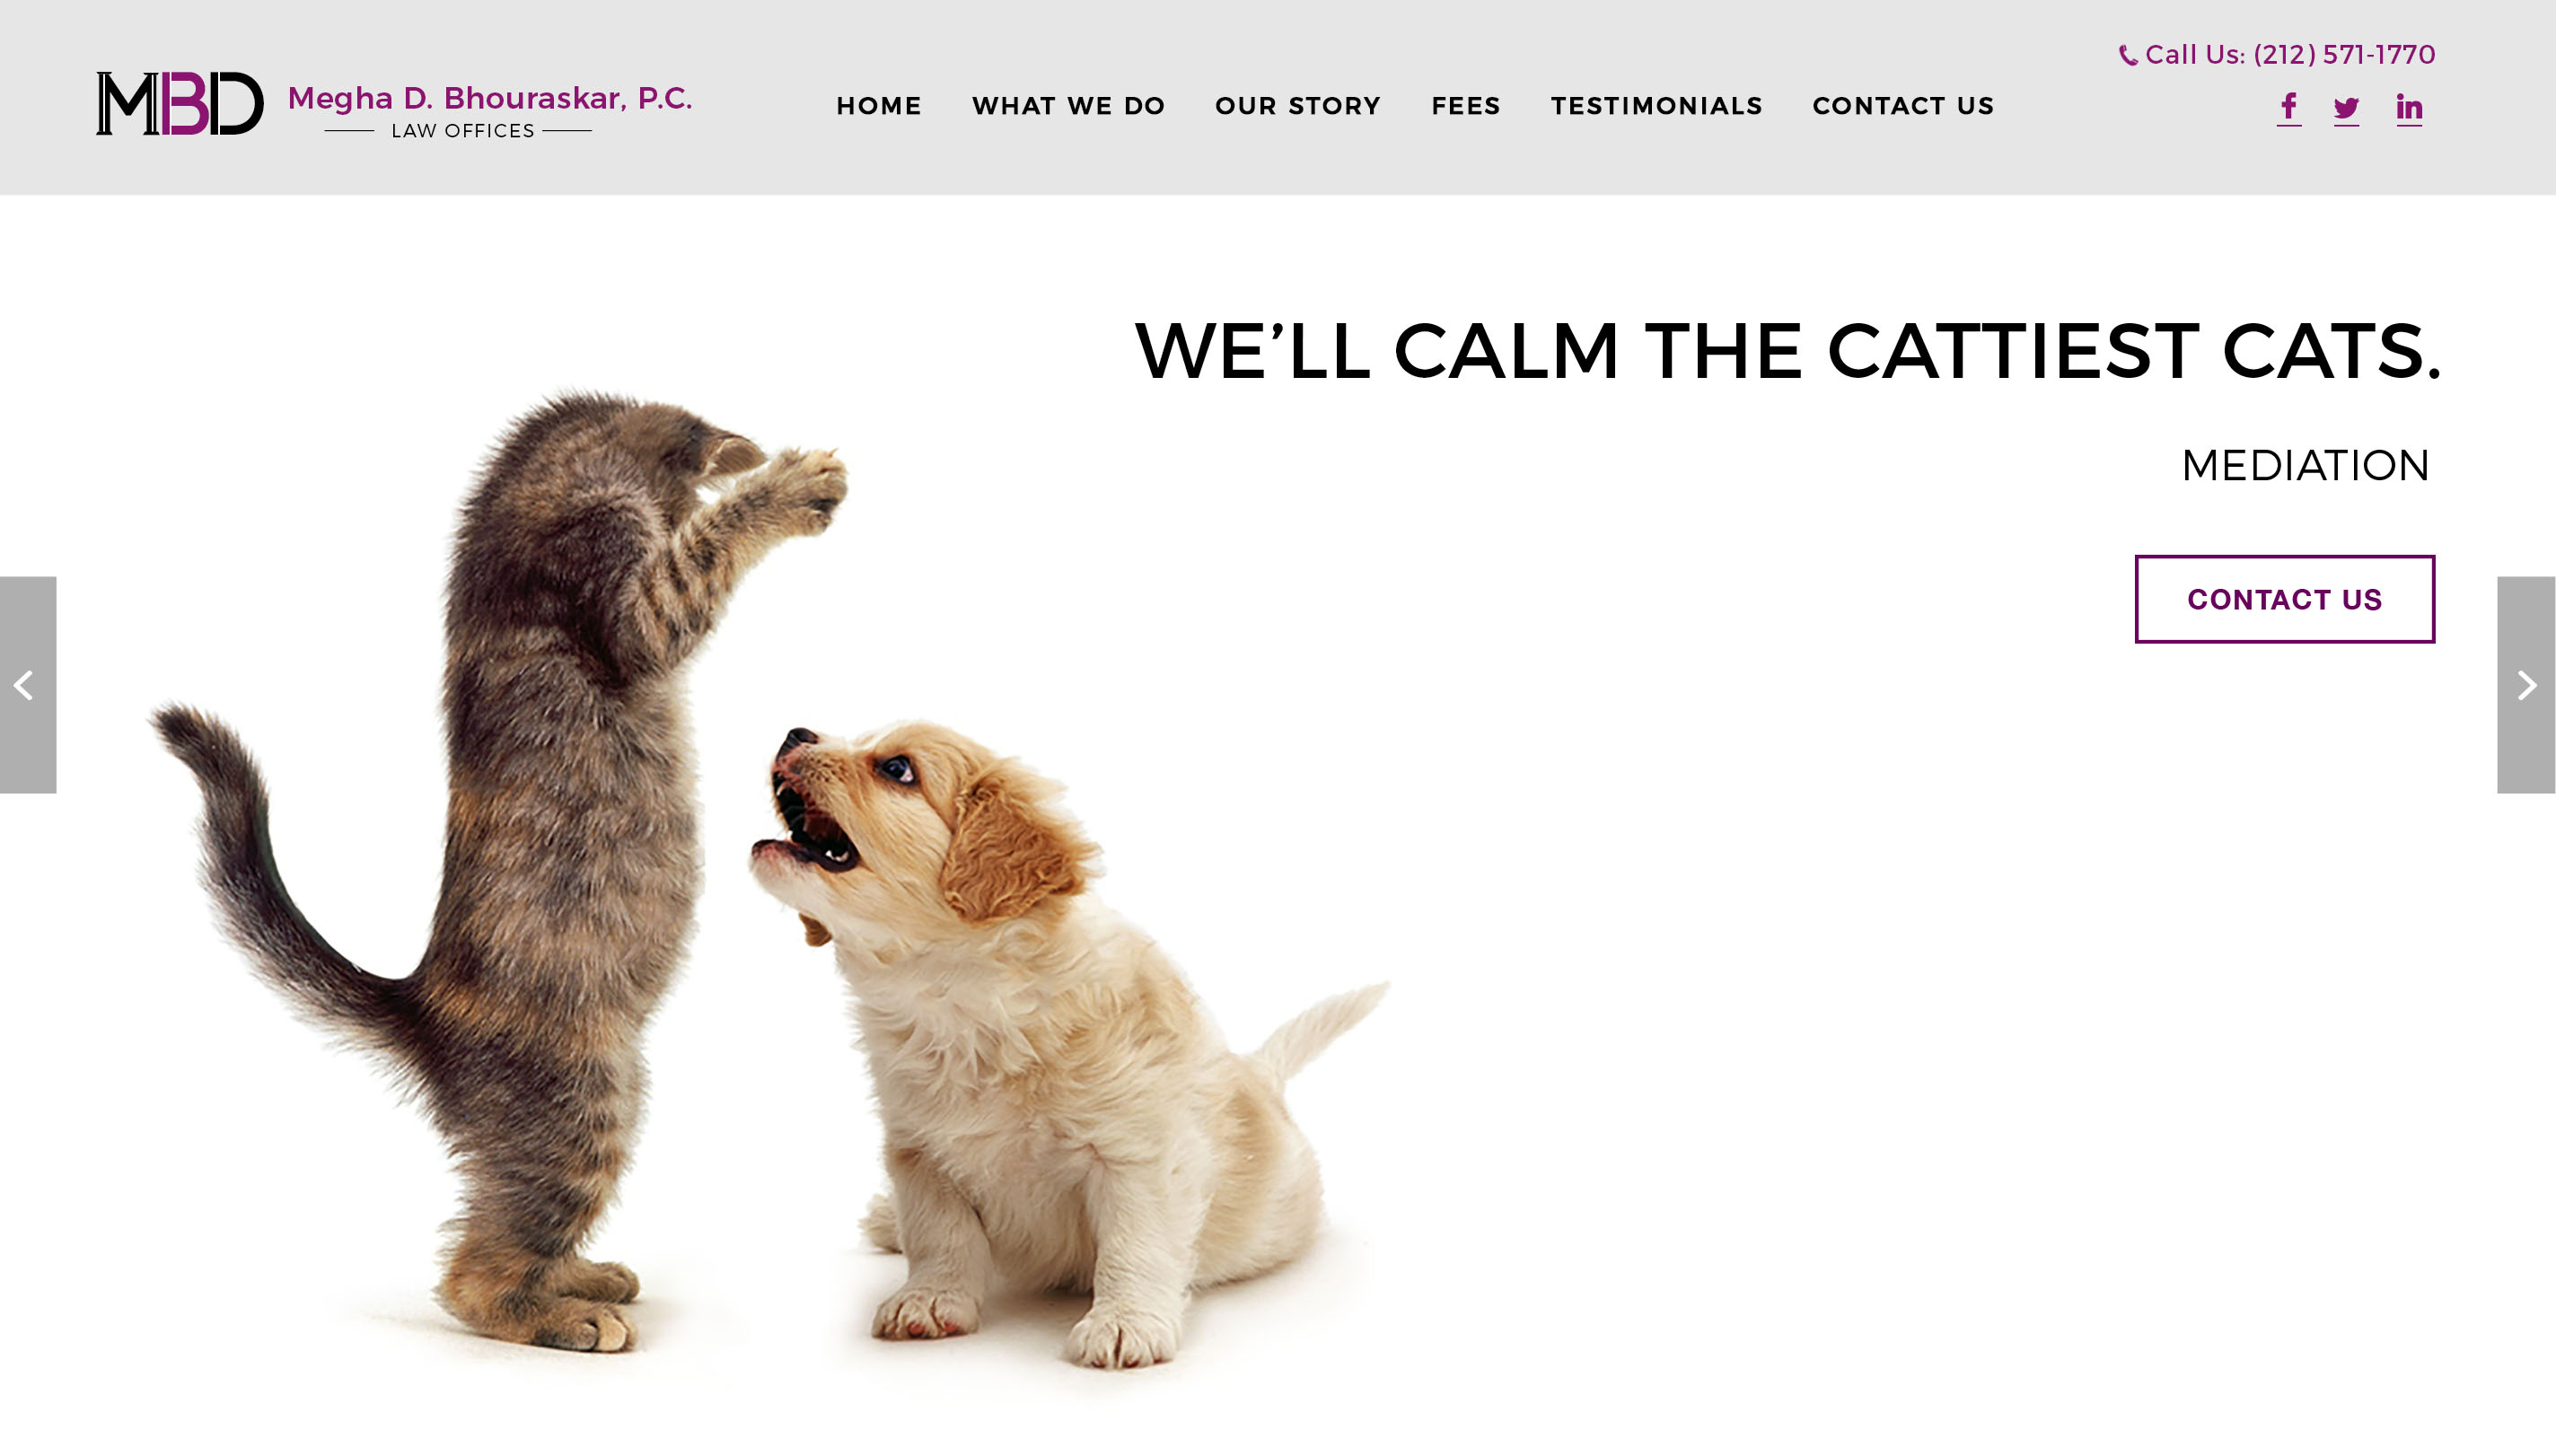 MBD
Megha D. Bhouraskar, P.C.
LAW OFFICES
HOME WHAT WE DO OUR STORY FEES TESTIMONIALS CONTACT US
Call Us: (212) 571-1770
WE’LL CALM THE CATTIEST CATS.
MEDIATION
CONTACT US